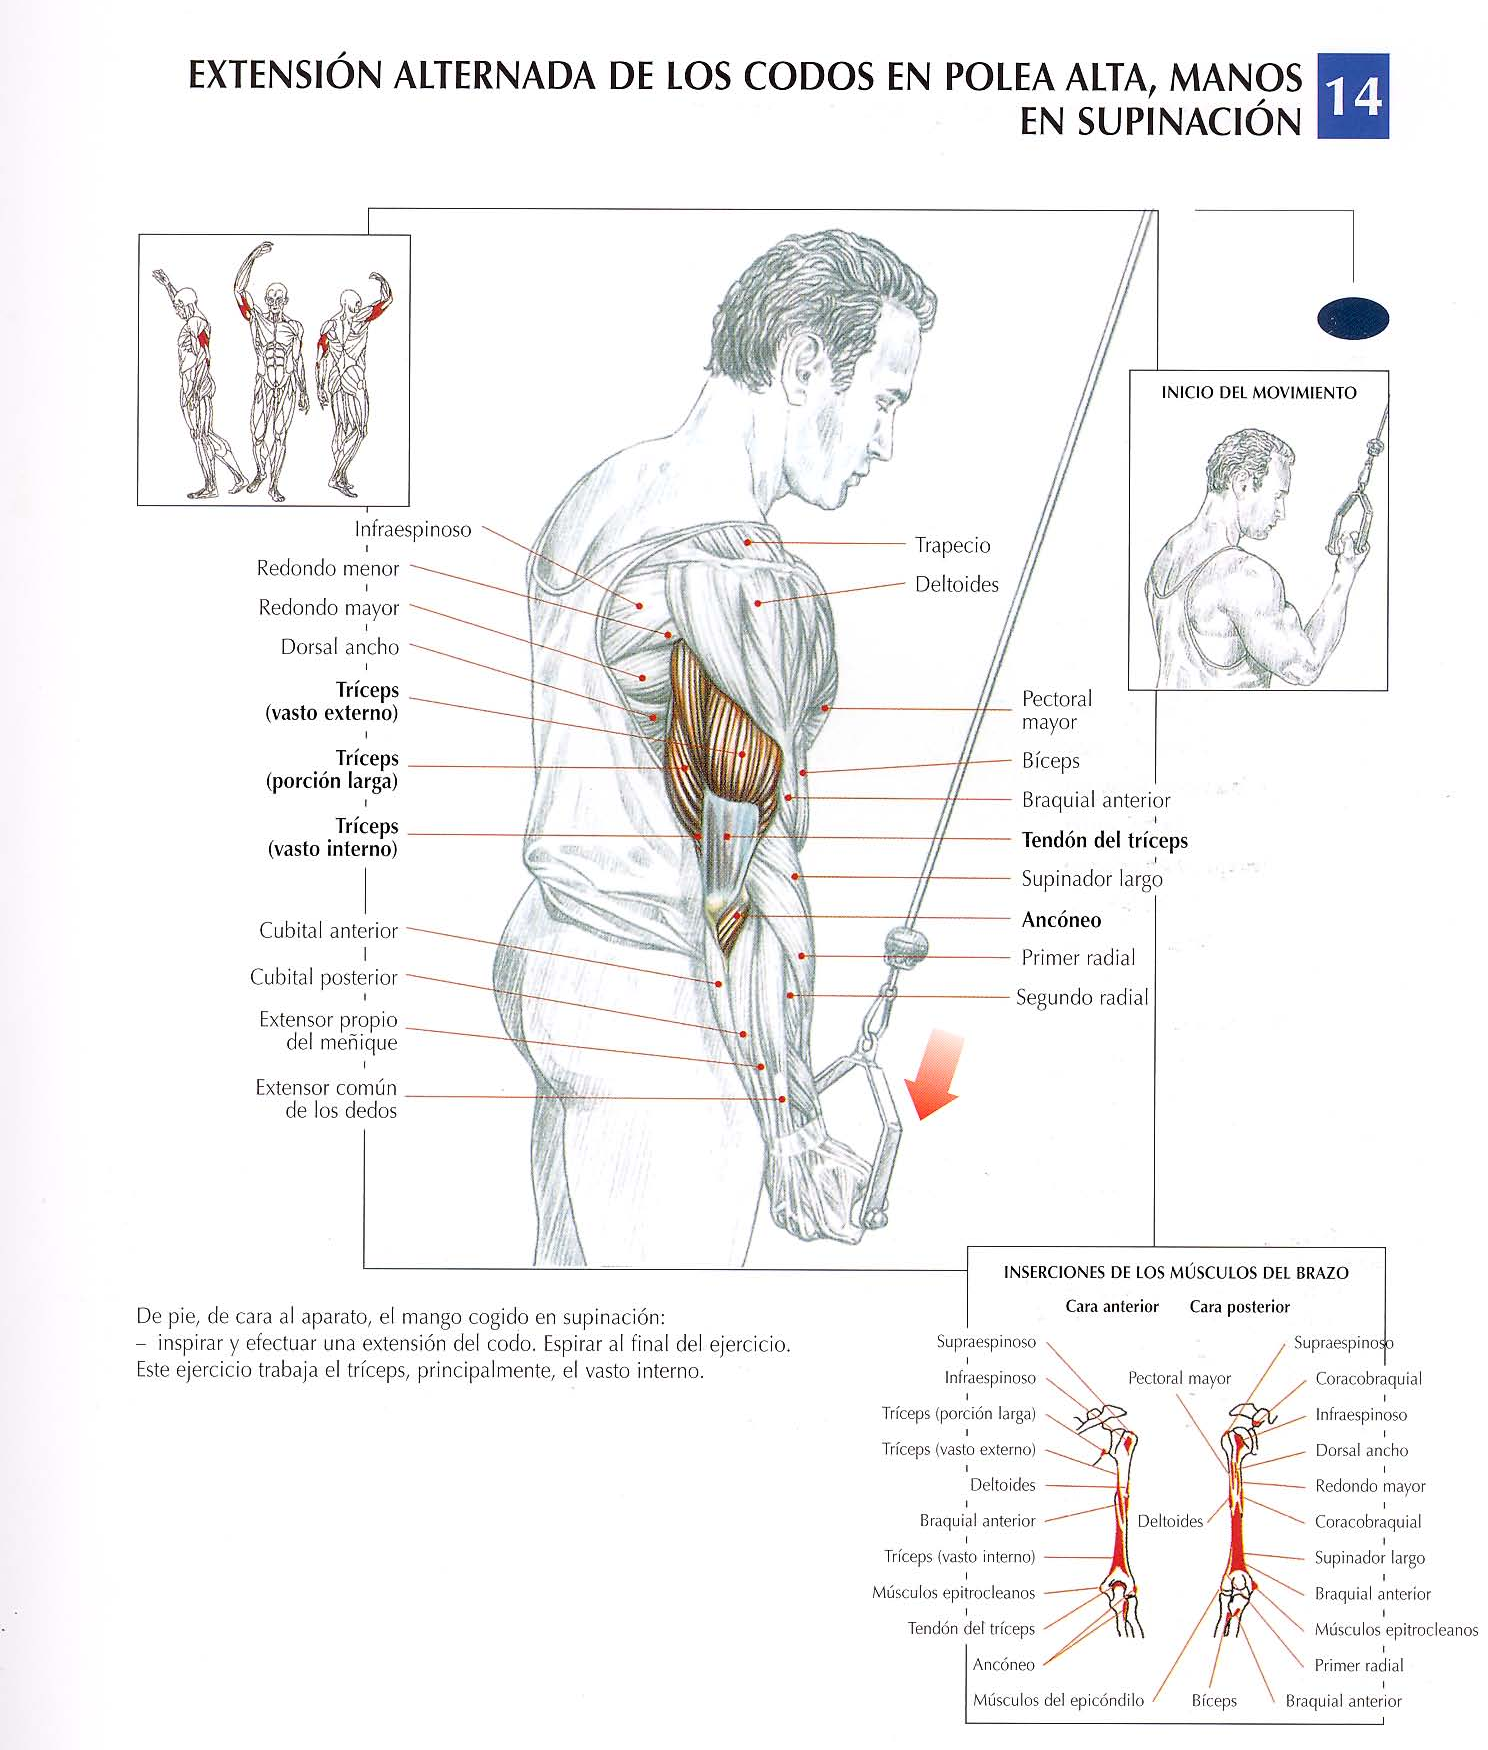 EXTENSIÓN ALTERNADA DE LOS CODOS EN POLEA ALTA, MANOS
EN SUPINACIÓN
14
INICIO DEL MOVIMIENTO
Infraespinoso
Redondo menor
Redondo mayor
Dorsal ancho
Tríceps
(vasto externo)
Tríceps
(porción larga)
Tríceps
(vasto interno)
Cubital anterior
Cubital posterior
Extensor propio
del meñique
Extensor común
de los dedos
Trapecio
Deltoides
Pectoral
mayor
Bíceps
Braquial anterior
Tendón del tríceps
Supinador largo
Ancóneo
Primer radial
Segundo radial
De pie, de cara al aparato, el mango cogido en supinación:
– inspirar y efectuar una extensión del codo. Espirar al final del ejercicio.
Este ejercicio trabaja el tríceps, principalmente, el vasto interno.
INSERCIONES DE LOS MÚSCULOS DEL BRAZO
Cara anterior
Supraespinoso
Infraespinoso
Tríceps (porción larga)
Tríceps (vasto externo)
Deltoides
Braquial anterior
Tríceps (vasto interno)
Músculos epitrocleanos
Tendón del tríceps
Ancóneo
Músculos del epicóndilo
Cara posterior
Pectoral mayor
Deltoides
Supraespinoso
Coracobraquial
Infraespinoso
Dorsal ancho
Redondo mayor
Coracobraquial
Supinador largo
Braquial anterior
Músculos epitrocleanos
Primer radial
Bíceps
Braquial anterior